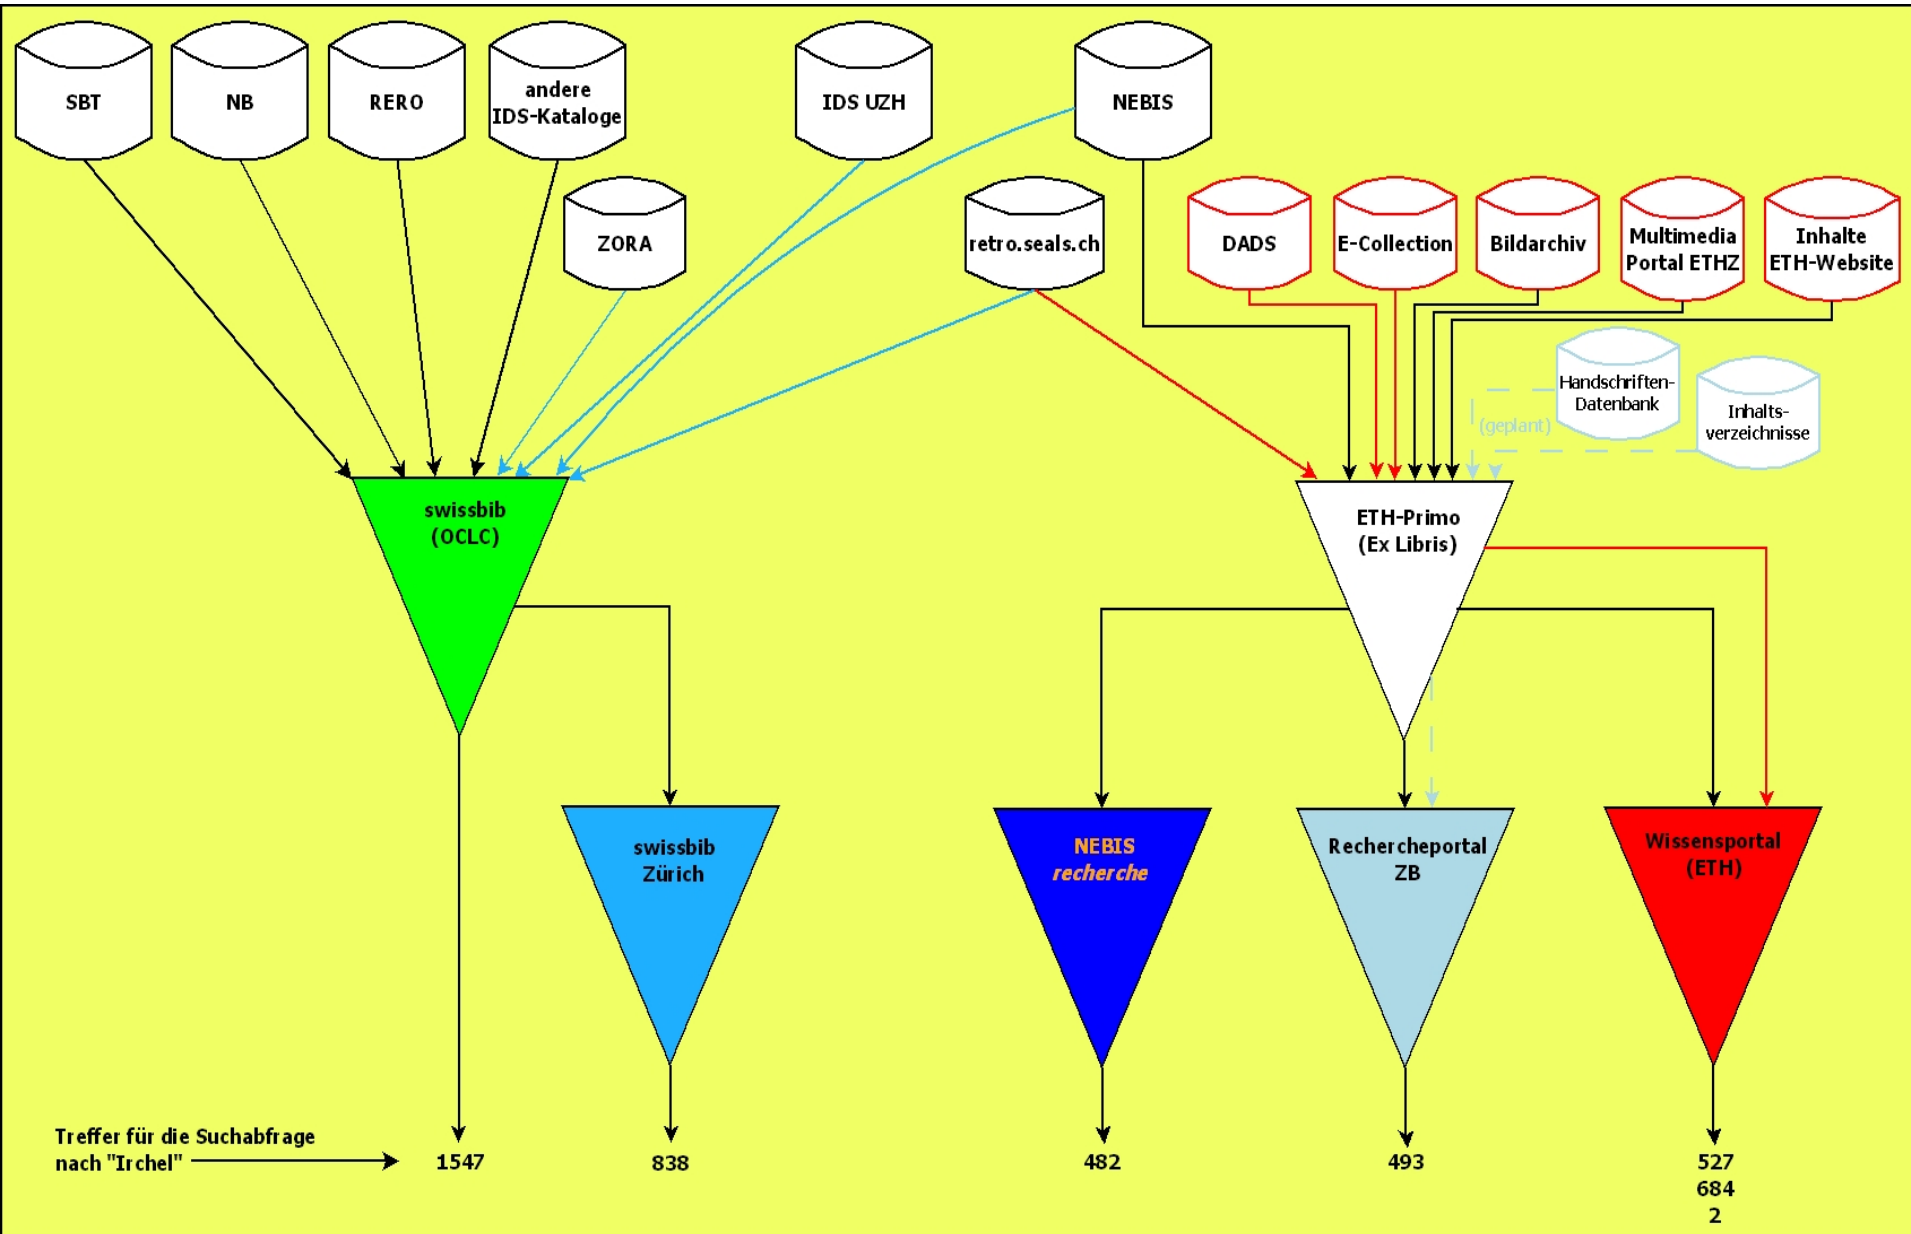 SBT
NB
RERO
andere
IDS-Kataloge
IDS UZH
NEBIS
ZORA
retro.seals.ch
DADS
E-Collection
Bildarchiv
Multimedia
Portal ETHZ
Inhalte
ETH-Website
Handschriften-
Datenbank
(geplant)
Inhalts-
verzeichnisse
swissbib
(OCLC)
ETH-Primo
(Ex Libris)
swissbib
Zürich
NEBIS
recherche
Rechercheportal
ZB
Wissensportal
(ETH)
Treffer für die Suchabfrage
nach "Irchel"
1547
838
482
493
527
684
2